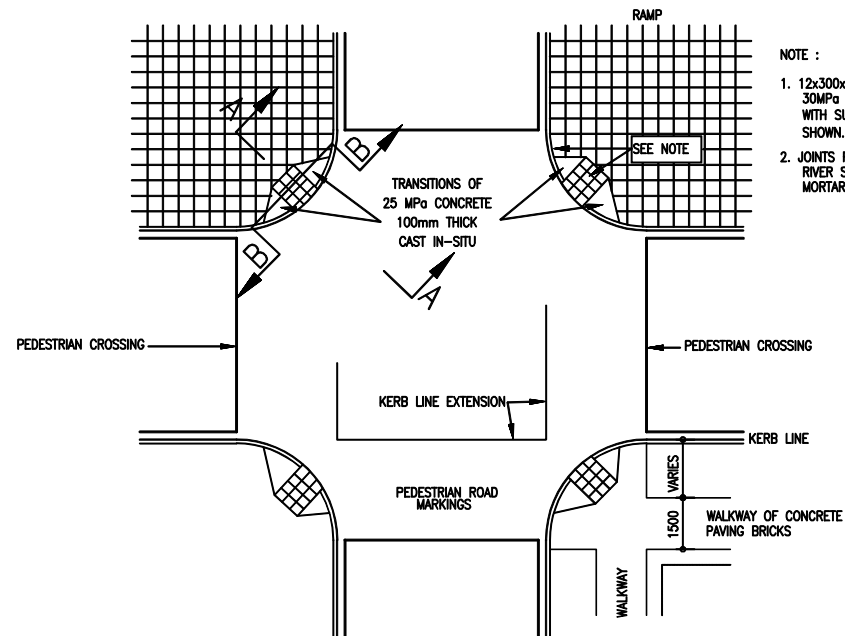 RAMP
NOTE :
1. 12x300x
30MPa
WITH SU
SHOWN.
2. JOINTS F
RIVER S
MORTAR
A
B
SEE NOTE
TRANSITIONS OF
25 MPa CONCRETE
100mm THICK
CAST IN-SITU
B
A
PEDESTRIAN CROSSING
PEDESTRIAN CROSSING
KERB LINE EXTENSION
KERB LINE
VARIES
PEDESTRIAN ROAD
MARKINGS
1500
WALKWAY OF CONCRETE
PAVING BRICKS
WALKWAY